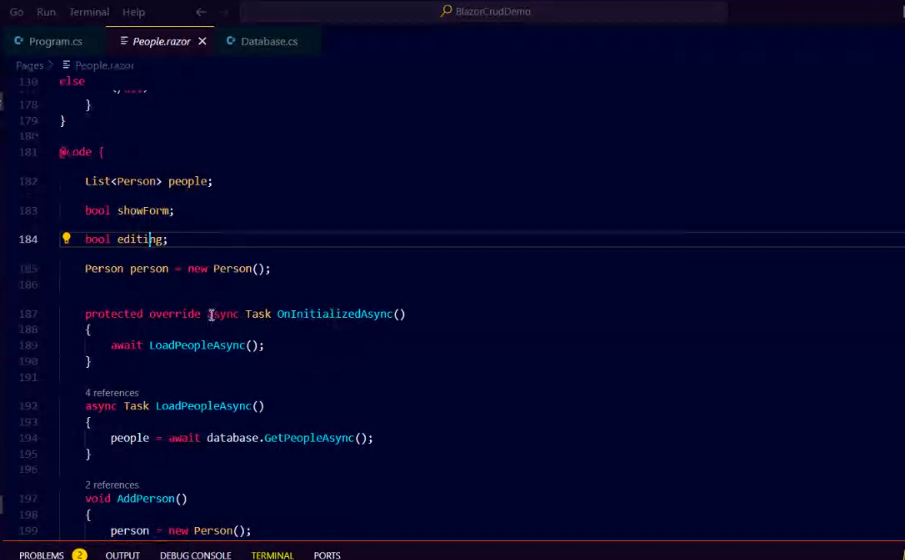 Go Run Terminal Help BlazorCrudDemo
Program.cs People.razor Database.cs
Pages People.razor
130 else
178 }
179 }
180
181 @code {
182 List<Person> people;
183 bool showForm;
184 bool editing;
185 Person person = new Person();
186
187 protected override async Task OnInitializedAsync()
188 {
189 await LoadPeopleAsync();
190 }
191
4 references
192 async Task LoadPeopleAsync()
193 {
194 people = await database.GetPeopleAsync();
195 }
196
2 references
197 void AddPerson()
198 {
199 person = new Person();
PROBLEMS 2 OUTPUT DEBUG CONSOLE TERMINAL PORTS